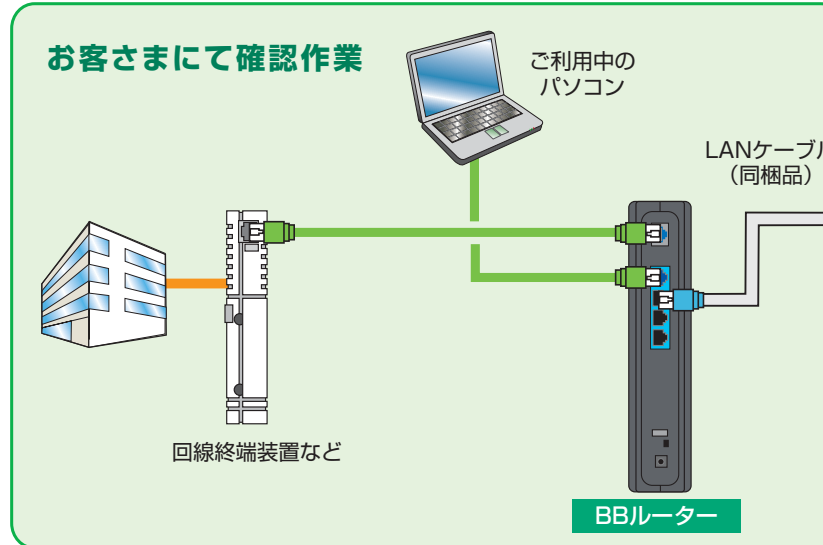 お客さまにて確認作業
ご利用中の
パソコン
LANケーブル
（同梱品）
回線終端装置など
BBルーター